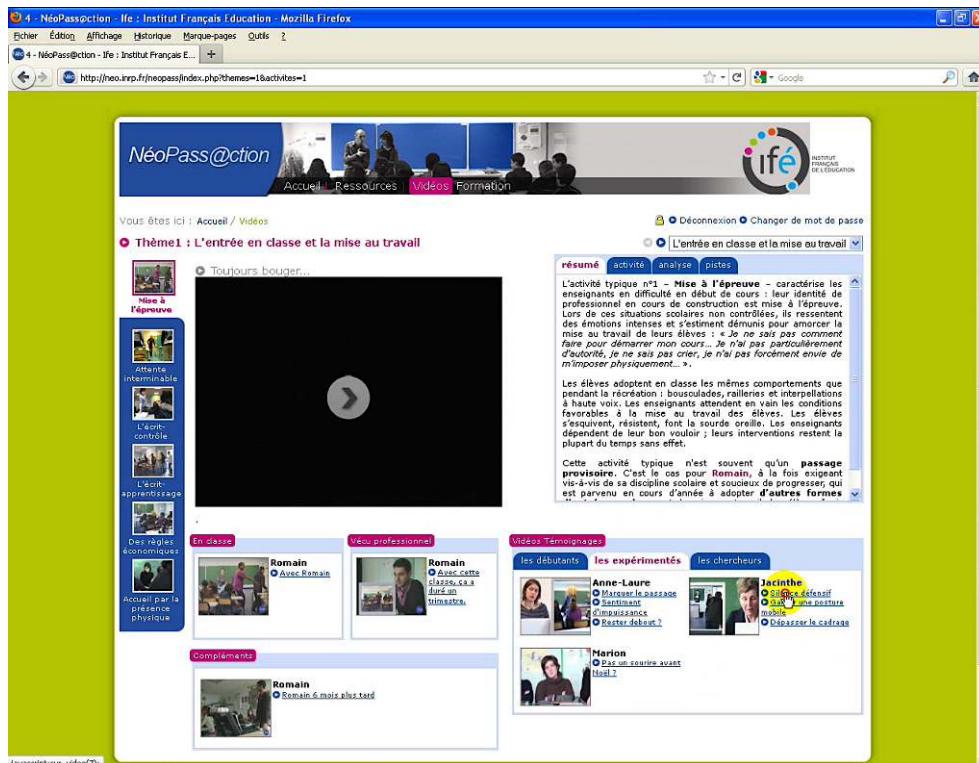 4 - NéoPass@ction - Ife : Institut Français Education - Mozilla Firefox
Fichier Édition Affichage Historique Marque-pages Outils ?
4 - NéoPass@ction - Ife : Institut Français E...
http://neo.inrp.fr/neopass/index.php?themes=1&activites=1
Google
NéoPass@ction
Accueil Ressources Vidéos Formation
ifé
INSTITUT
FRANÇAIS
DE L'ÉDUCATION
Vous êtes ici : Accueil / Vidéos
Déconnexion Changer de mot de passe
Thème1 : L'entrée en classe et la mise au travail
L'entrée en classe et la mise au travail
Mise à
l'épreuve
Attente
interminable
L'écrit-
contrôle
L'écrit-
apprentissage
Des règles
économiques
Accueil par la
présence
physique
Toujours bouger...
résumé activité analyse pistes
L'activité typique n°1 – Mise à l'épreuve – caractérise les
enseignants en difficulté en début de cours : leur identité de
professionnel en cours de construction est mise à l'épreuve.
Lors de ces situations scolaires non contrôlées, ils ressentent
des émotions intenses et s'estiment démunis pour amorcer la
mise au travail de leurs élèves : « Je ne sais pas comment
faire pour démarrer mon cours... Je n'ai pas particulièrement
d'autorité, je ne sais pas crier, je n'ai pas forcément envie de
m'imposer physiquement... ».
Les élèves adoptent en classe les mêmes comportements que
pendant la récréation : bousculades, railleries et interpellations
à haute voix. Les enseignants attendent en vain les conditions
favorables à la mise au travail des élèves. Les élèves
s'esquivent, résistent, font la sourde oreille. Les enseignants
dépendent de leur bon vouloir ; leurs interventions restent la
plupart du temps sans effet.
Cette activité typique n'est souvent qu'un passage
provisoire. C'est le cas pour Romain, à la fois exigeant
vis-à-vis de sa discipline scolaire et soucieux de progresser, qui
est parvenu en cours d'année à adopter d'autres formes
En classe
Romain
Avec Romain
Vécu professionnel
Romain
Avec cette
classe, ça a
duré un
trimestre.
Compléments
Romain
Romain 6 mois plus tard
Vidéos Témoignages
les débutants les expérimentés les chercheurs
Anne-Laure
Marquer le passage
Sentiment
d'impuissance
Rester debout ?
Jacinthe
défensif
une posture
mobile
Dépasser le cadrage
Marion
Pas un sourire avant
Noël ?